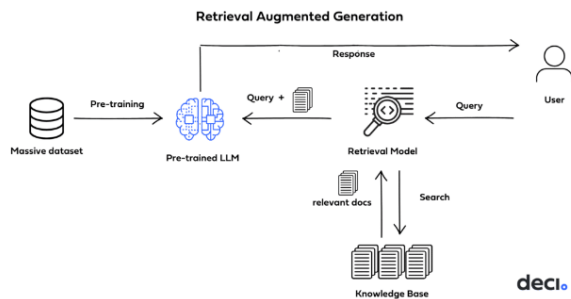 Retrieval Augmented Generation
Response
Pre-training
Query +
Query
User
Massive dataset
Pre-trained LLM
Retrieval Model
relevant docs
Search
Knowledge Base
deci.